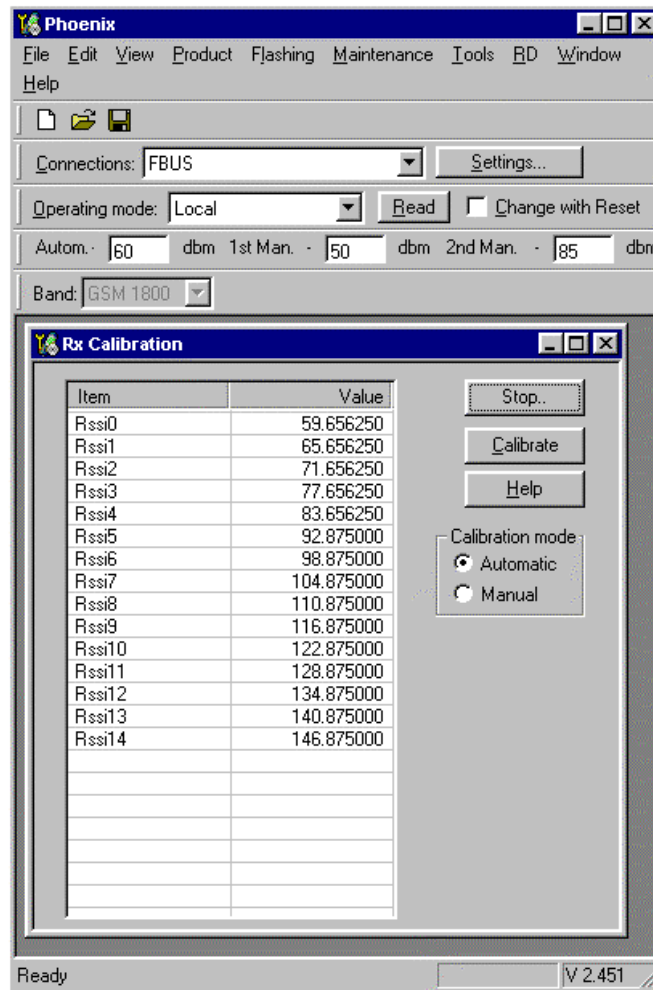 Phoenix
File Edit View Product Flashing Maintenance Tools RD Window
Help
Connections: FBUS Settings...
Operating mode: Local Read Change with Reset
Autom. - 60 dbm 1st Man. - 50 dbm 2nd Man. - 85 dbm
Band: GSM 1800
Rx Calibration
Item Value
Rssi0 59.656250
Rssi1 65.656250
Rssi2 71.656250
Rssi3 77.656250
Rssi4 83.656250
Rssi5 92.875000
Rssi6 98.875000
Rssi7 104.875000
Rssi8 110.875000
Rssi9 116.875000
Rssi10 122.875000
Rssi11 128.875000
Rssi12 134.875000
Rssi13 140.875000
Rssi14 146.875000
Stop..
Calibrate
Help
Calibration mode
Automatic
Manual
Ready V 2.451